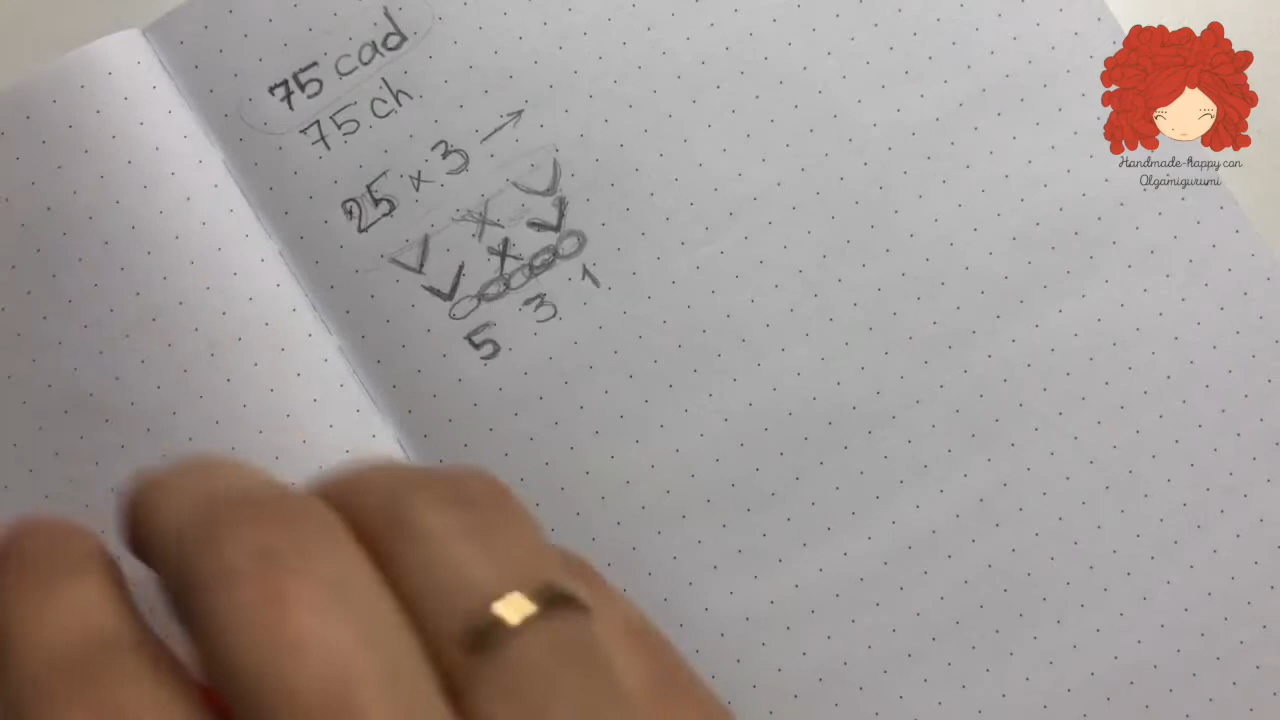 75 cad
75 ch
25 x 3 →
V X V
V X V
5 3 1
Handmade-happy con
Olgamigurumi